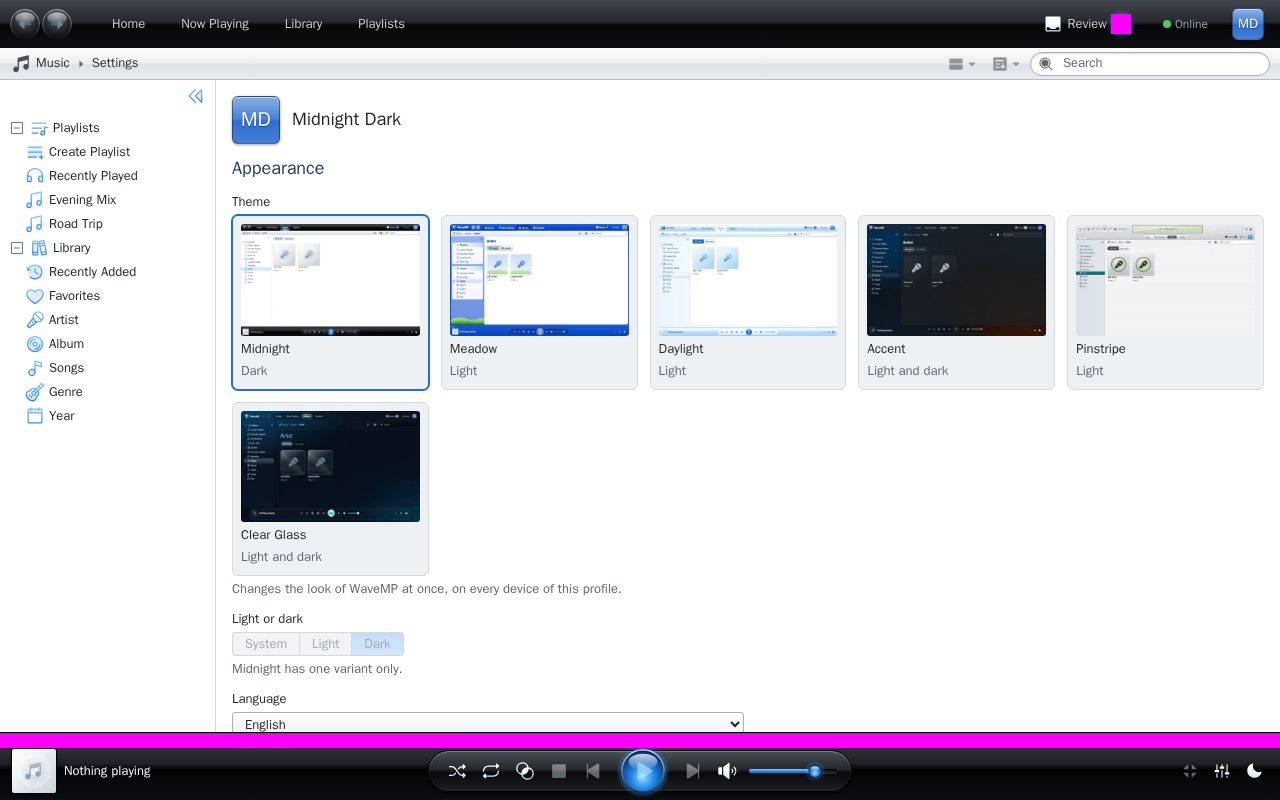 Home
Now Playing
Library
Playlists
Review
Online
MD
Music
Settings
Search
Playlists
Create Playlist
Recently Played
Evening Mix
Road Trip
Library
Recently Added
Favorites
Artist
Album
Songs
Genre
Year
MD
Midnight Dark
Appearance
Theme
Midnight
Dark
Meadow
Light
Daylight
Light
Accent
Light and dark
Pinstripe
Light
Clear Glass
Light and dark
Changes the look of WaveMP at once, on every device of this profile.
Light or dark
System
Light
Dark
Midnight has one variant only.
Language
English
Nothing playing